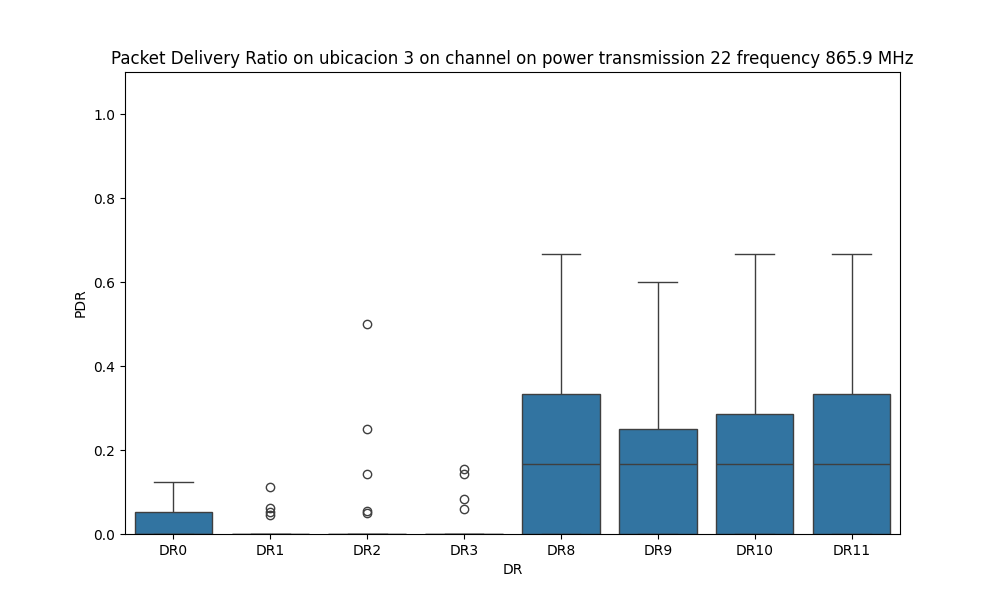 Packet Delivery Ratio on ubicacion 3 on channel on power transmission 22 frequency 865.9 MHz
PDR
1.0
0.8
0.6
0.4
0.2
0.0
DR0 DR1 DR2 DR3 DR8 DR9 DR10 DR11
DR